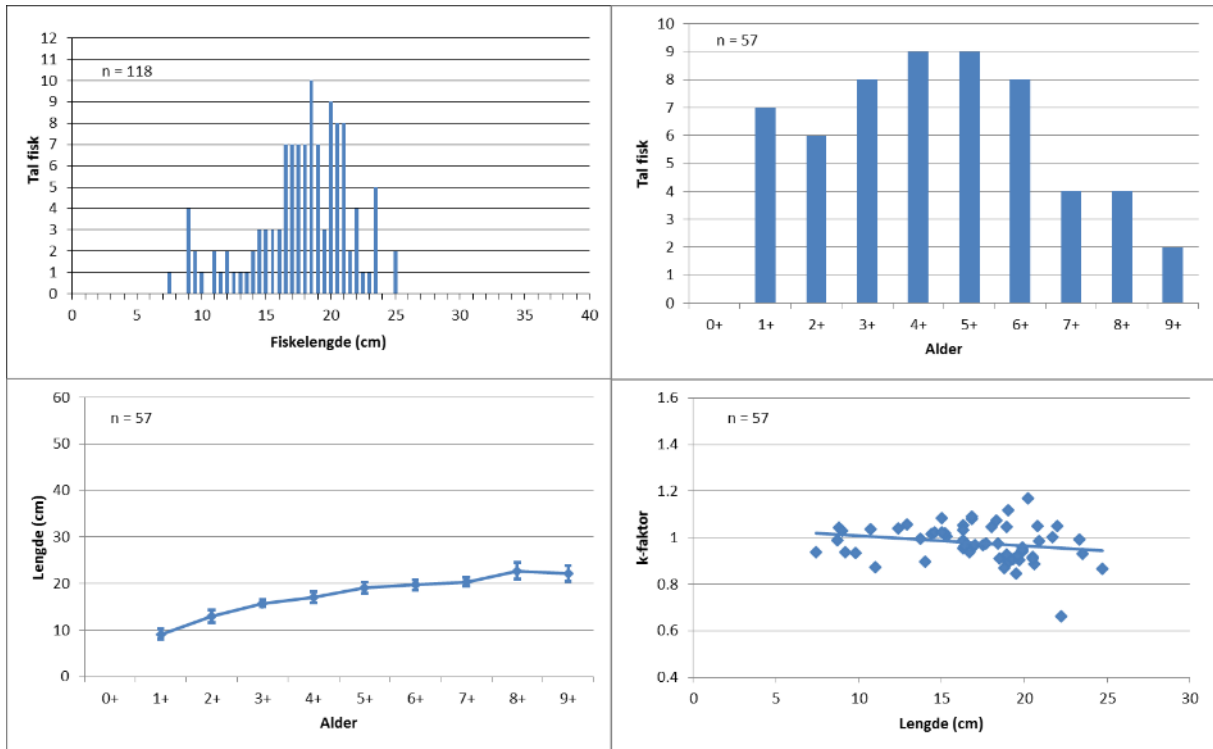 12
11
10
9
8
7
6
5
4
3
2
1
0
n = 118
Tal fisk
0 5 10 15 20 25 30 35 40
Fiskelengde (cm)
10
9
8
7
6
5
4
3
2
1
0
n = 57
Tal fisk
0+ 1+ 2+ 3+ 4+ 5+ 6+ 7+ 8+ 9+
Alder
60
50
40
30
20
10
0
n = 57
Lengde (cm)
0+ 1+ 2+ 3+ 4+ 5+ 6+ 7+ 8+ 9+
Alder
1.6
1.4
1.2
1
0.8
0.6
0.4
n = 57
k-faktor
0 5 10 15 20 25 30
Lengde (cm)